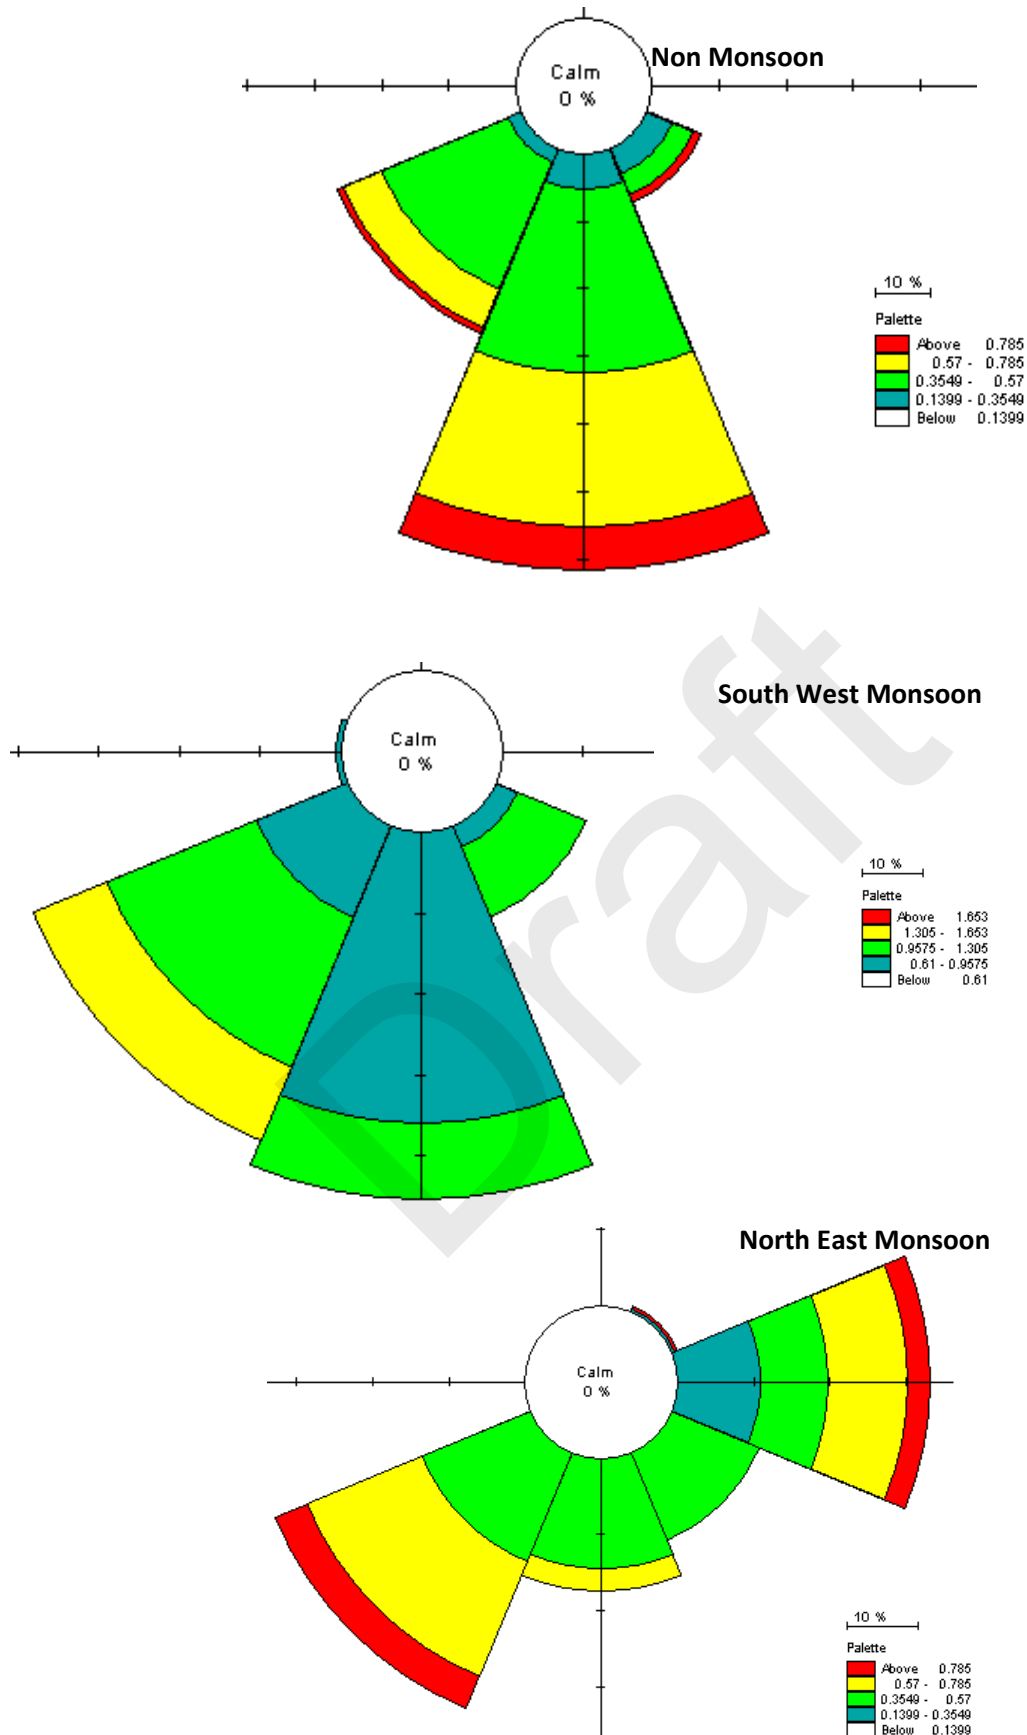 Non Monsoon
Calm
0 %
10 %
Palette
Above 0.785
0.57 - 0.785
0.3549 - 0.57
0.1399 - 0.3549
Below 0.1399
South West Monsoon
Calm
0 %
10 %
Palette
Above 1.653
1.305 - 1.653
0.9575 - 1.305
0.61 - 0.9575
Below 0.61
Draft
North East Monsoon
Calm
0 %
10 %
Palette
Above 0.785
0.57 - 0.785
0.3549 - 0.57
0.1399 - 0.3549
Below 0.1399